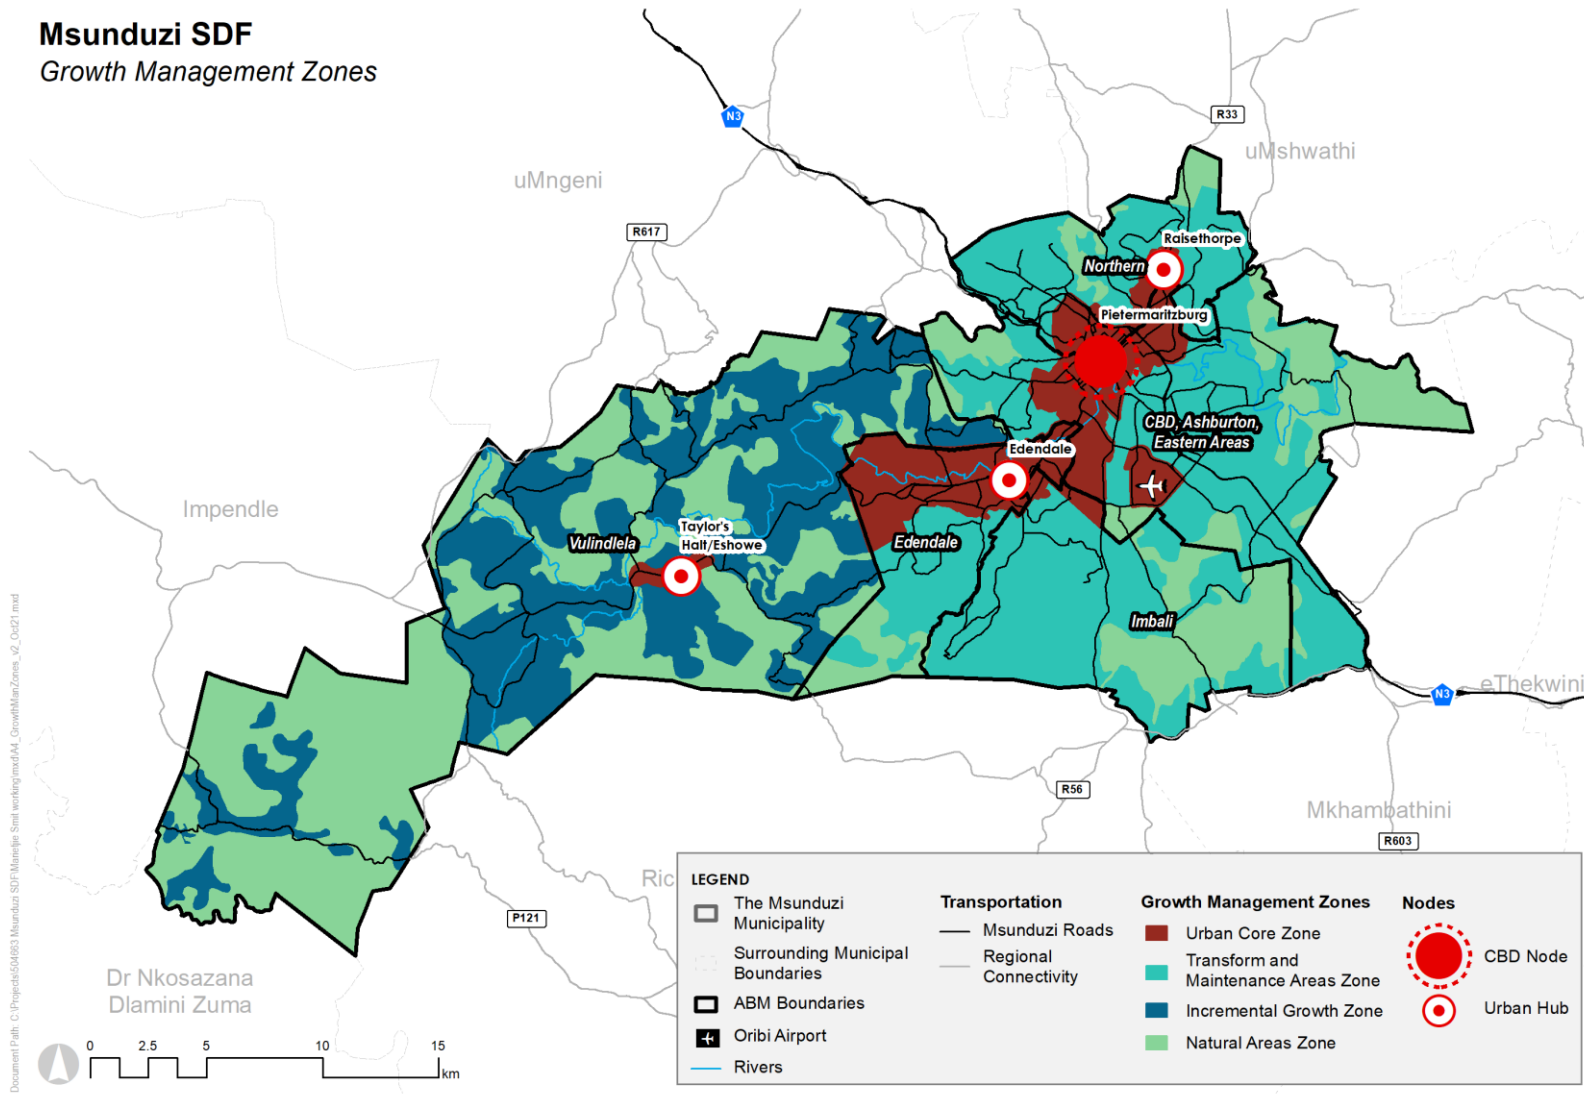 Msunduzi SDF
Growth Management Zones
N3
R33
uMshwathi
uMngeni
R617
Raisethorpe
Northern
Pietermaritzburg
CBD, Ashburton,
Eastern Areas
Edendale
Impendle
Taylor's
Halt/Eshowe
Vulindlela
Edendale
Imbali
eThekwini
N3
R56
Mkhambathini
R603
Ric
P121
Dr Nkosazana
Dlamini Zuma
0 2.5 5 10 15
km
LEGEND
The Msunduzi
Municipality
Surrounding Municipal
Boundaries
ABM Boundaries
Oribi Airport
Rivers
Transportation
Msunduzi Roads
Regional
Connectivity
Growth Management Zones
Urban Core Zone
Transform and
Maintenance Areas Zone
Incremental Growth Zone
Natural Areas Zone
Nodes
CBD Node
Urban Hub